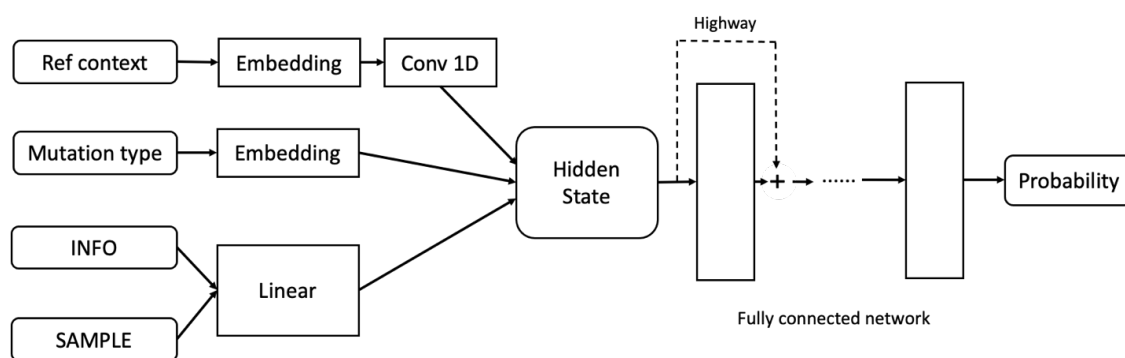 Highway
Ref context
Embedding
Conv 1D
Mutation type
Embedding
Hidden
State
+
......
Probability
INFO
Linear
SAMPLE
Fully connected network